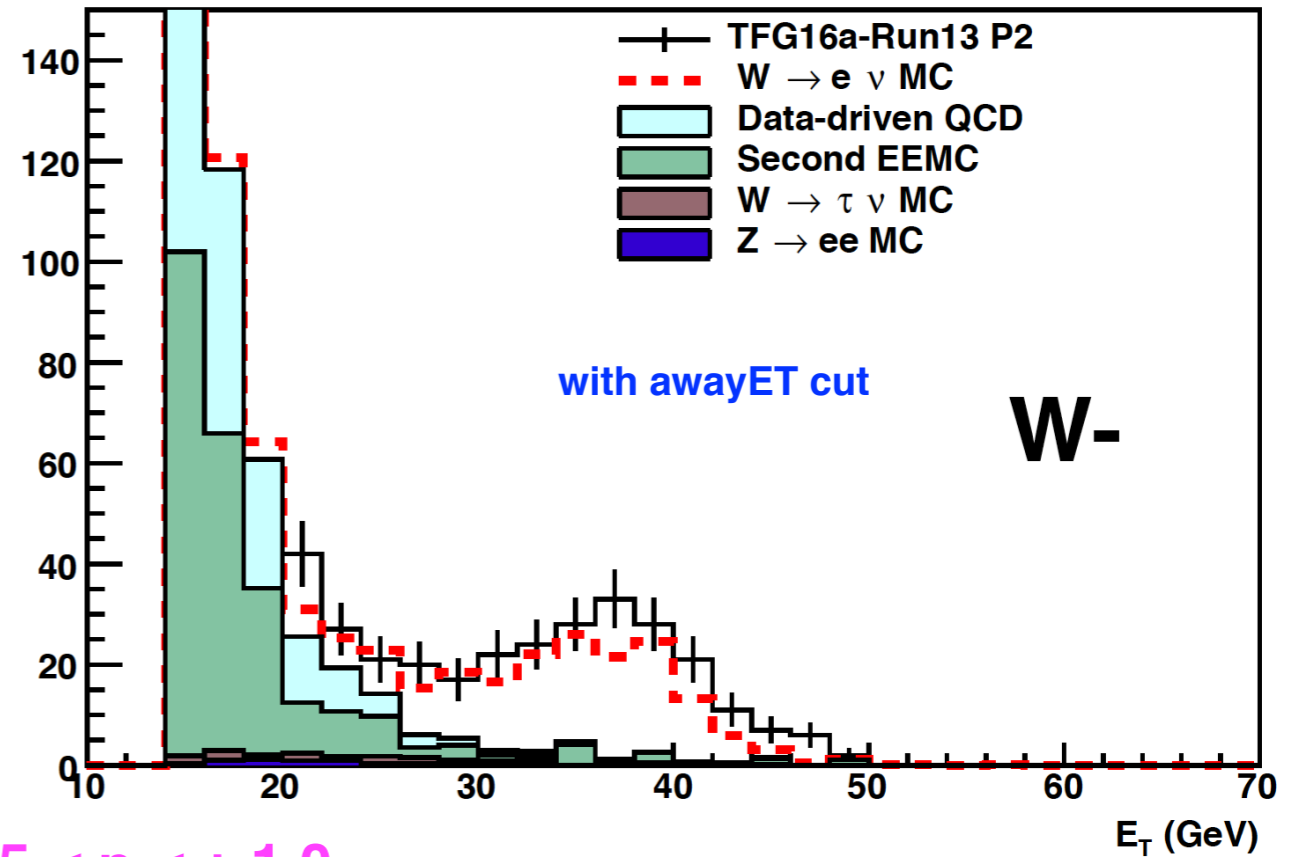 TFG16a-Run13 P2
W → e ν MC
Data-driven QCD
Second EEMC
W → τ ν MC
Z → ee MC
with awayET cut
W-
140
120
100
80
60
40
20
0
10 20 30 40 50 60 70
E_T (GeV)